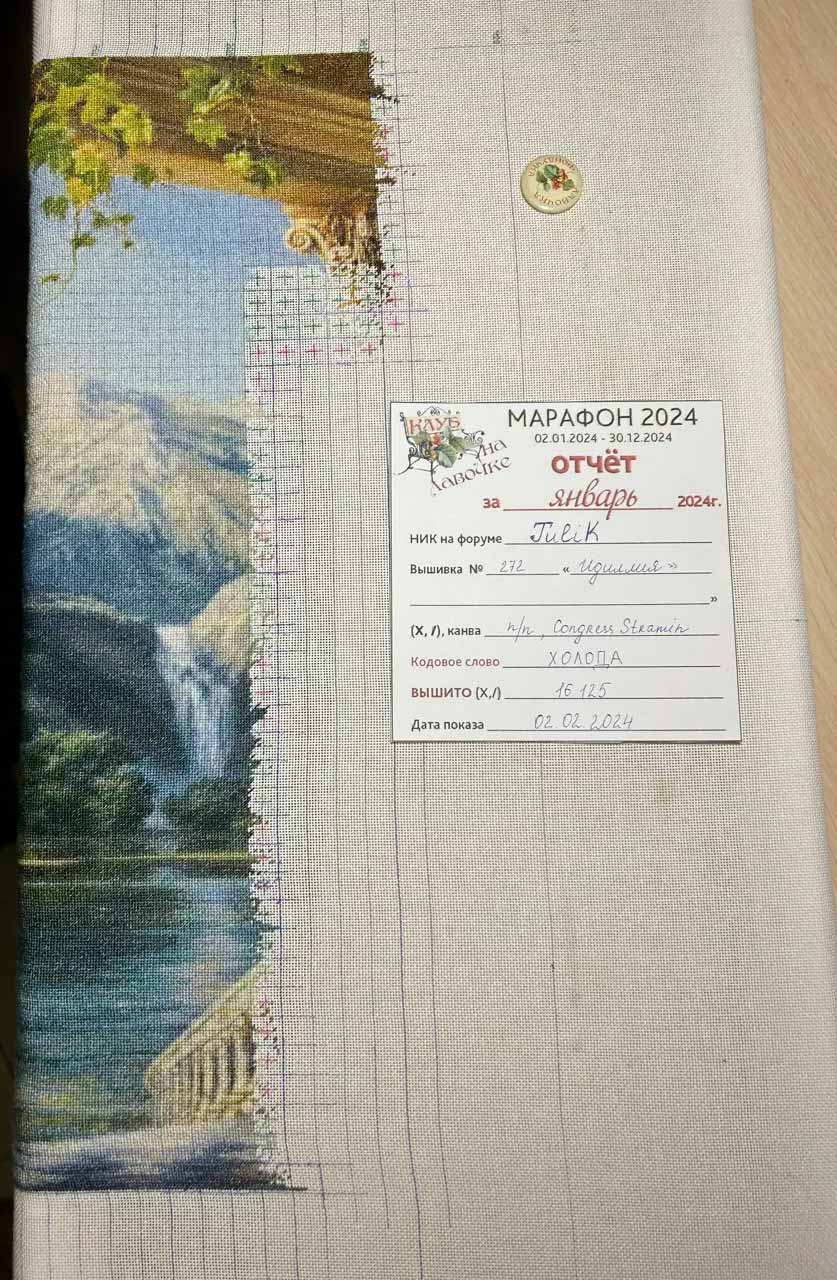 КЛУБ
на
лавочке
МАРАФОН 2024
02.01.2024 - 30.12.2024
ОТЧЁТ
за январь 2024г.
НИК на форуме TuliK
Вышивка № 272 « Идиллия »
»
(X, /), канва п/п, Congress Stramin
Кодовое слово ХОЛОДА
ВЫШИТО (X,/) 16 125
Дата показа 02.02.2024